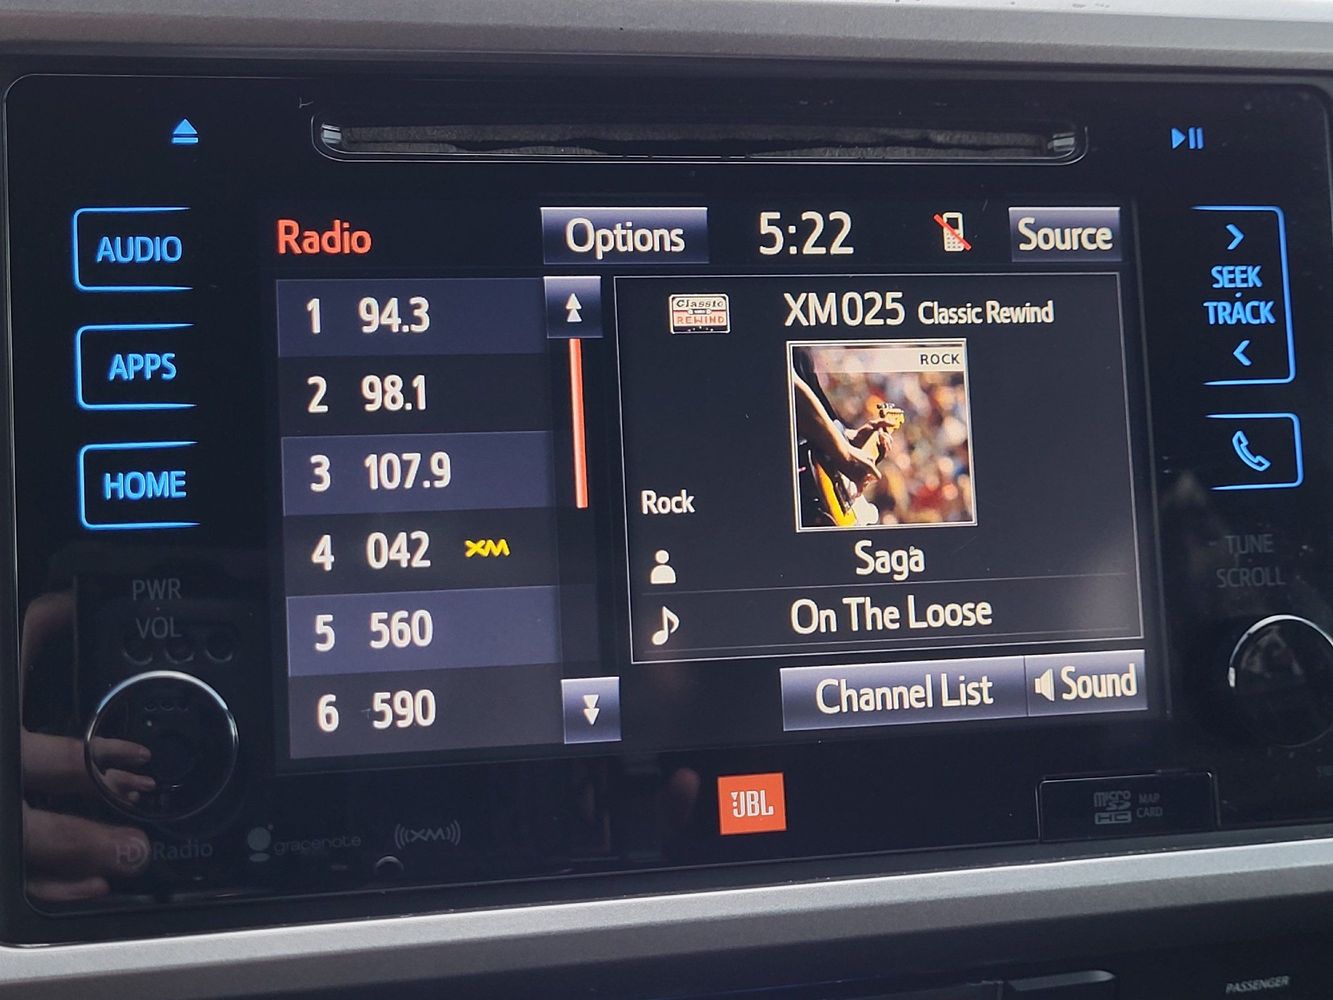 AUDIO
APPS
HOME
PWR
VOL
Radio
Options
5:22
Source
1 94.3
2 98.1
3 107.9
4 042 XM
5 560
6 590
Classic
REWIND
XM025 Classic Rewind
ROCK
Rock
Saga
On The Loose
Channel List
Sound
>
SEEK
TRACK
<
TUNE
SCROLL
JBL
HD Radio
gracenote
((XM))
micro
SD
HC
MAP
CARD
PASSENGER